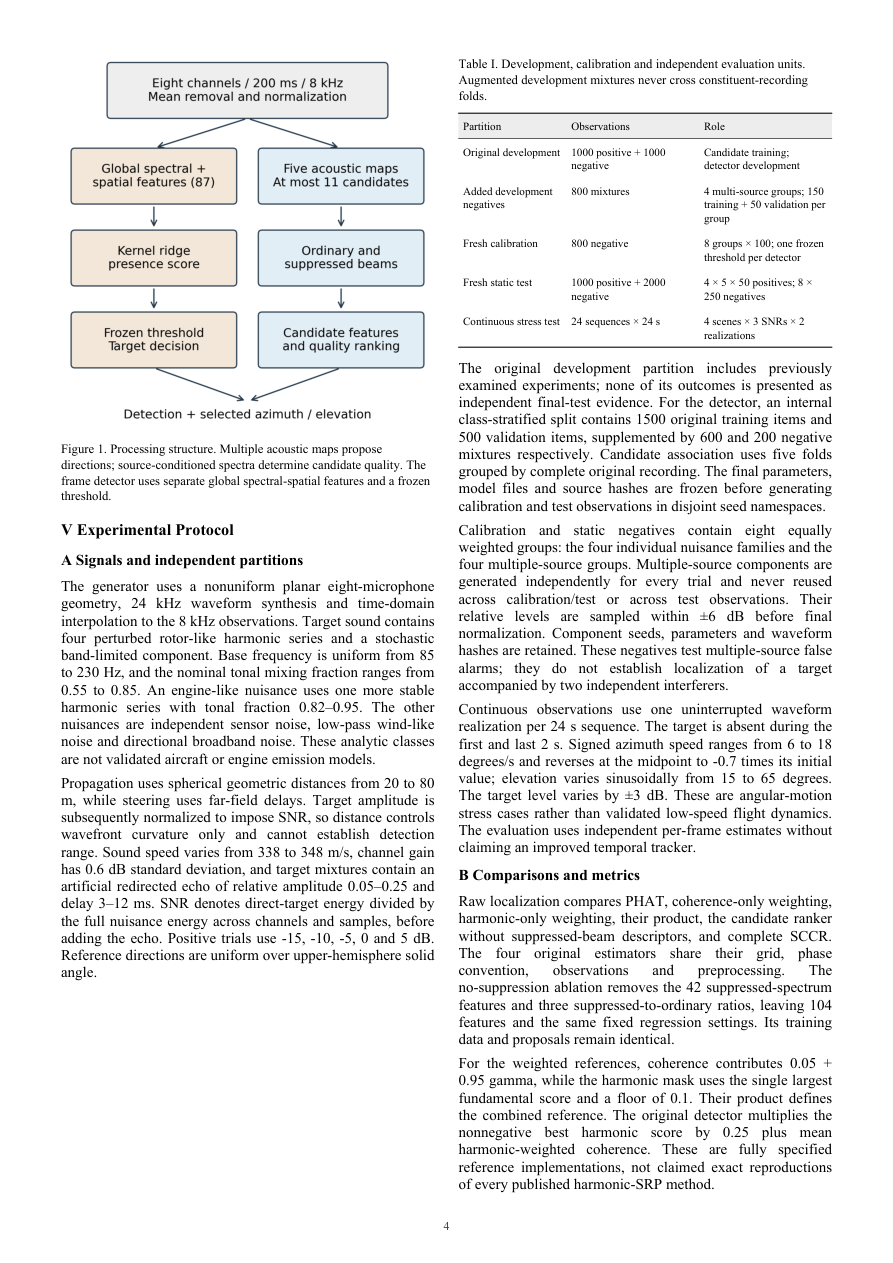 Eight channels / 200 ms / 8 kHz
Mean removal and normalization
Global spectral +
spatial features (87)
Five acoustic maps
At most 11 candidates
Kernel ridge
presence score
Ordinary and
suppressed beams
Frozen threshold
Target decision
Candidate features
and quality ranking
Detection + selected azimuth / elevation
Figure 1. Processing structure. Multiple acoustic maps propose
directions; source-conditioned spectra determine candidate quality. The
frame detector uses separate global spectral-spatial features and a frozen
threshold.
V Experimental Protocol
A Signals and independent partitions
The generator uses a nonuniform planar eight-microphone
geometry, 24 kHz waveform synthesis and time-domain
interpolation to the 8 kHz observations. Target sound contains
four perturbed rotor-like harmonic series and a stochastic
band-limited component. Base frequency is uniform from 85
to 230 Hz, and the nominal tonal mixing fraction ranges from
0.55 to 0.85. An engine-like nuisance uses one more stable
harmonic series with tonal fraction 0.82–0.95. The other
nuisances are independent sensor noise, low-pass wind-like
noise and directional broadband noise. These analytic classes
are not validated aircraft or engine emission models.
Propagation uses spherical geometric distances from 20 to 80
m, while steering uses far-field delays. Target amplitude is
subsequently normalized to impose SNR, so distance controls
wavefront curvature only and cannot establish detection
range. Sound speed varies from 338 to 348 m/s, channel gain
has 0.6 dB standard deviation, and target mixtures contain an
artificial redirected echo of relative amplitude 0.05–0.25 and
delay 3–12 ms. SNR denotes direct-target energy divided by
the full nuisance energy across channels and samples, before
adding the echo. Positive trials use -15, -10, -5, 0 and 5 dB.
Reference directions are uniform over upper-hemisphere solid
angle.
Table I. Development, calibration and independent evaluation units.
Augmented development mixtures never cross constituent-recording
folds.
Partition Observations Role
Original development 1000 positive + 1000 Candidate training;
negative detector development
Added development 800 mixtures 4 multi-source groups; 150
negatives training + 50 validation per
group
Fresh calibration 800 negative 8 groups × 100; one frozen
threshold per detector
Fresh static test 1000 positive + 2000 4 × 5 × 50 positives; 8 ×
negative 250 negatives
Continuous stress test 24 sequences × 24 s 4 scenes × 3 SNRs × 2
realizations
The original development partition includes previously
examined experiments; none of its outcomes is presented as
independent final-test evidence. For the detector, an internal
class-stratified split contains 1500 original training items and
500 validation items, supplemented by 600 and 200 negative
mixtures respectively. Candidate association uses five folds
grouped by complete original recording. The final parameters,
model files and source hashes are frozen before generating
calibration and test observations in disjoint seed namespaces.
Calibration and static negatives contain eight equally
weighted groups: the four individual nuisance families and the
four multiple-source groups. Multiple-source components are
generated independently for every trial and never reused
across calibration/test or across test observations. Their
relative levels are sampled within ±6 dB before final
normalization. Component seeds, parameters and waveform
hashes are retained. These negatives test multiple-source false
alarms; they do not establish localization of a target
accompanied by two independent interferers.
Continuous observations use one uninterrupted waveform
realization per 24 s sequence. The target is absent during the
first and last 2 s. Signed azimuth speed ranges from 6 to 18
degrees/s and reverses at the midpoint to -0.7 times its initial
value; elevation varies sinusoidally from 15 to 65 degrees.
The target level varies by ±3 dB. These are angular-motion
stress cases rather than validated low-speed flight dynamics.
The evaluation uses independent per-frame estimates without
claiming an improved temporal tracker.
B Comparisons and metrics
Raw localization compares PHAT, coherence-only weighting,
harmonic-only weighting, their product, the candidate ranker
without suppressed-beam descriptors, and complete SCCR.
The four original estimators share their grid, phase
convention, observations and preprocessing. The
no-suppression ablation removes the 42 suppressed-spectrum
features and three suppressed-to-ordinary ratios, leaving 104
features and the same fixed regression settings. Its training
data and proposals remain identical.
For the weighted references, coherence contributes 0.05 +
0.95 gamma, while the harmonic mask uses the single largest
fundamental score and a floor of 0.1. Their product defines
the combined reference. The original detector multiplies the
nonnegative best harmonic score by 0.25 plus mean
harmonic-weighted coherence. These are fully specified
reference implementations, not claimed exact reproductions
of every published harmonic-SRP method.
4